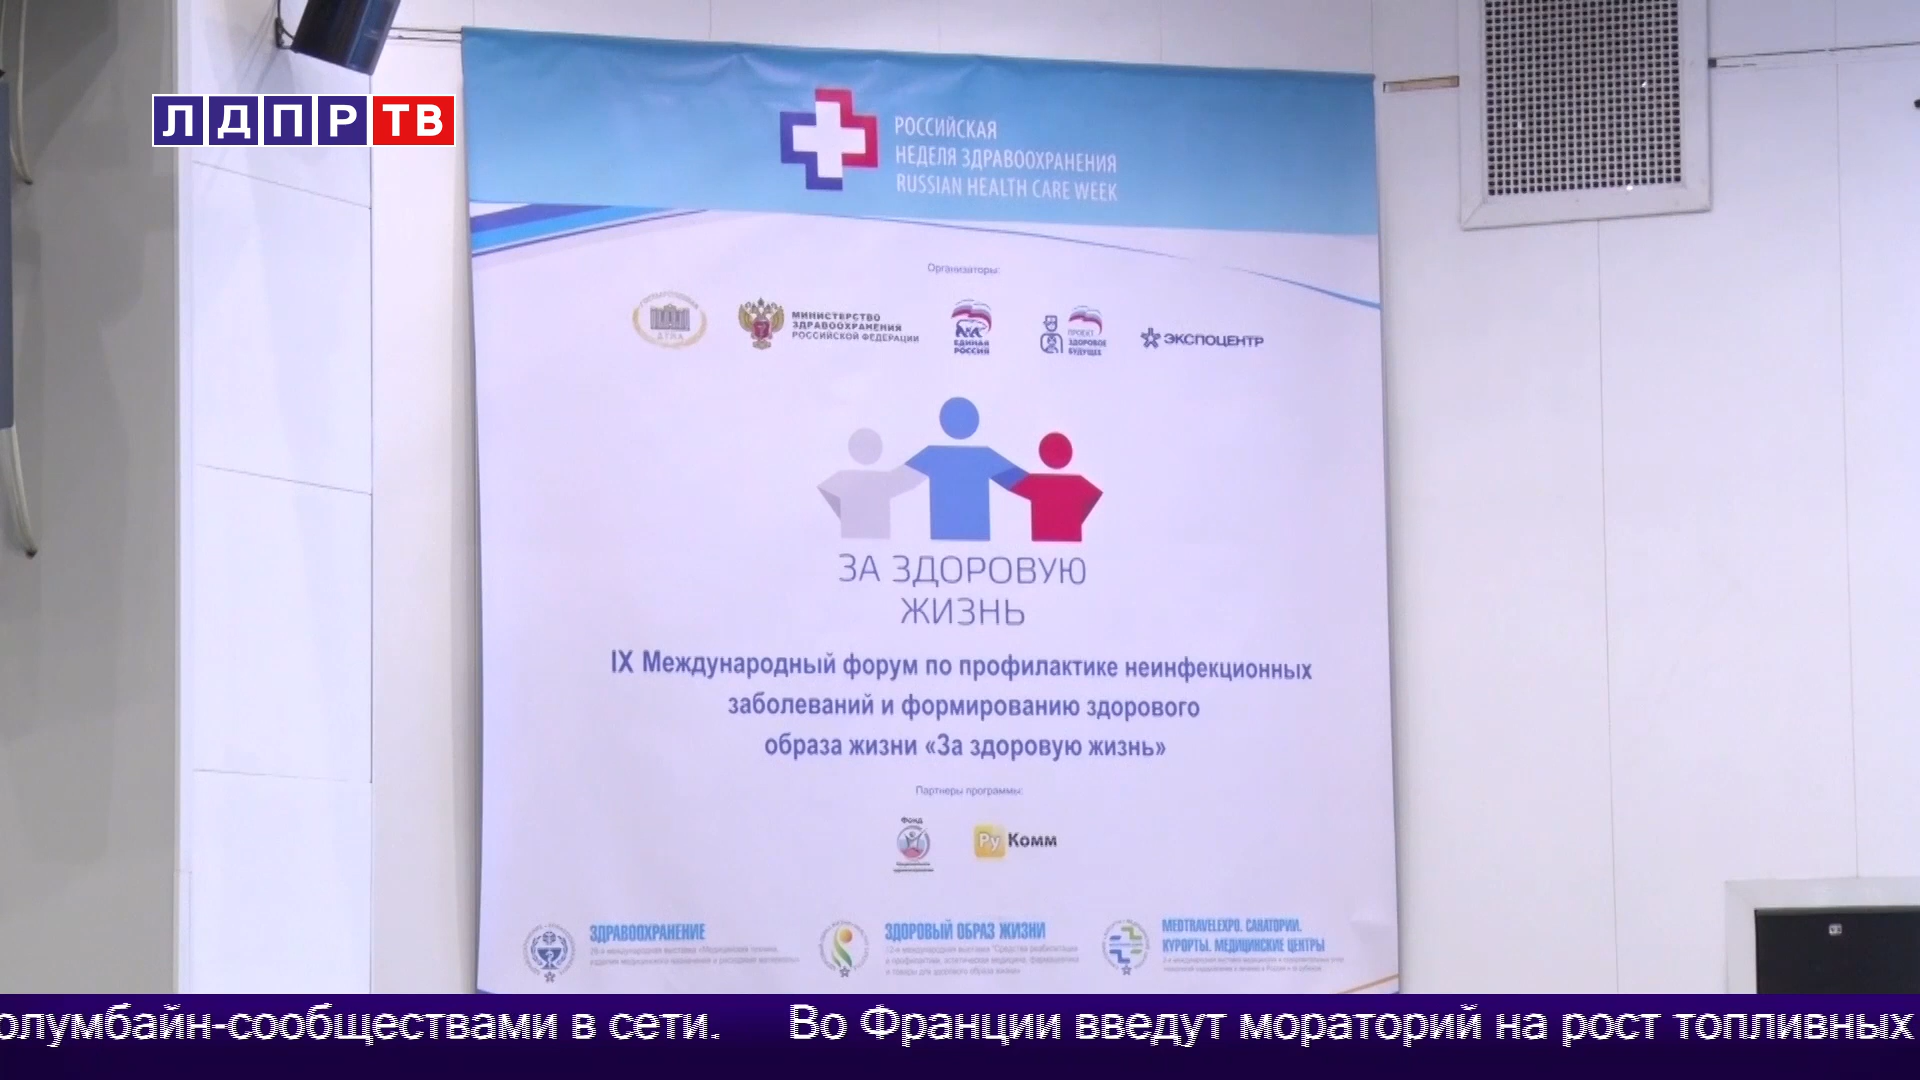 ЛДПР ТВ
РОССИЙСКАЯ
НЕДЕЛЯ ЗДРАВООХРАНЕНИЯ
RUSSIAN HEALTH CARE WEEK
Организаторы:
ГОСУДАРСТВЕННАЯ
ДУМА
МИНИСТЕРСТВО
ЗДРАВООХРАНЕНИЯ
РОССИЙСКОЙ ФЕДЕРАЦИИ
ЕДИНАЯ
РОССИЯ
ПРОЕКТ
ЗДОРОВОЕ
БУДУЩЕЕ
ЭКСПОЦЕНТР
ЗА ЗДОРОВУЮ
ЖИЗНЬ
IX Международный форум по профилактике неинфекционных
заболеваний и формированию здорового
образа жизни «За здоровую жизнь»
Партнеры программы:
Фонд
РуКомм
ЗДРАВООХРАНЕНИЕ
ЗДОРОВЫЙ ОБРАЗ ЖИЗНИ
MEDTRAVELEXPO. САНАТОРИИ.
КУРОРТЫ. МЕДИЦИНСКИЕ ЦЕНТРЫ
олумбайн-сообществами в сети. Во Франции введут мораторий на рост топливных